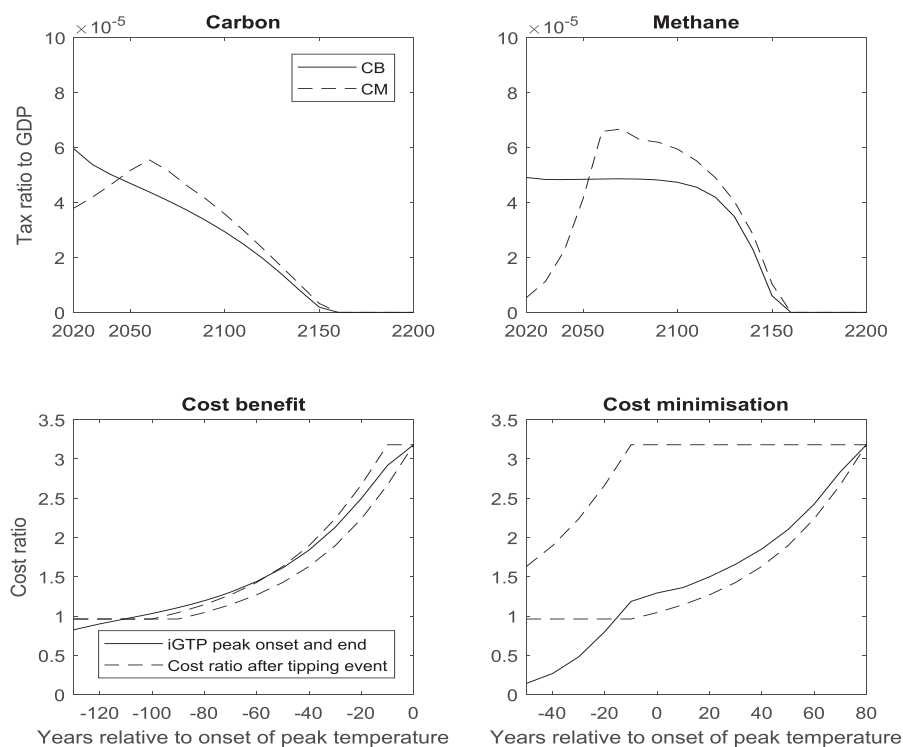 Carbon
×10⁻⁵
10
8
6
4
2
0
Tax ratio to GDP
CB
CM
2020 2050 2100 2150 2200
Methane
×10⁻⁵
10
8
6
4
2
0
2020 2050 2100 2150 2200
Cost benefit
3.5
3
2.5
2
1.5
1
0.5
0
Cost ratio
iGTP peak onset and end
Cost ratio after tipping event
-120 -100 -80 -60 -40 -20 0
Years relative to onset of peak temperature
Cost minimisation
3.5
3
2.5
2
1.5
1
0.5
0
-40 -20 0 20 40 60 80
Years relative to onset of peak temperature